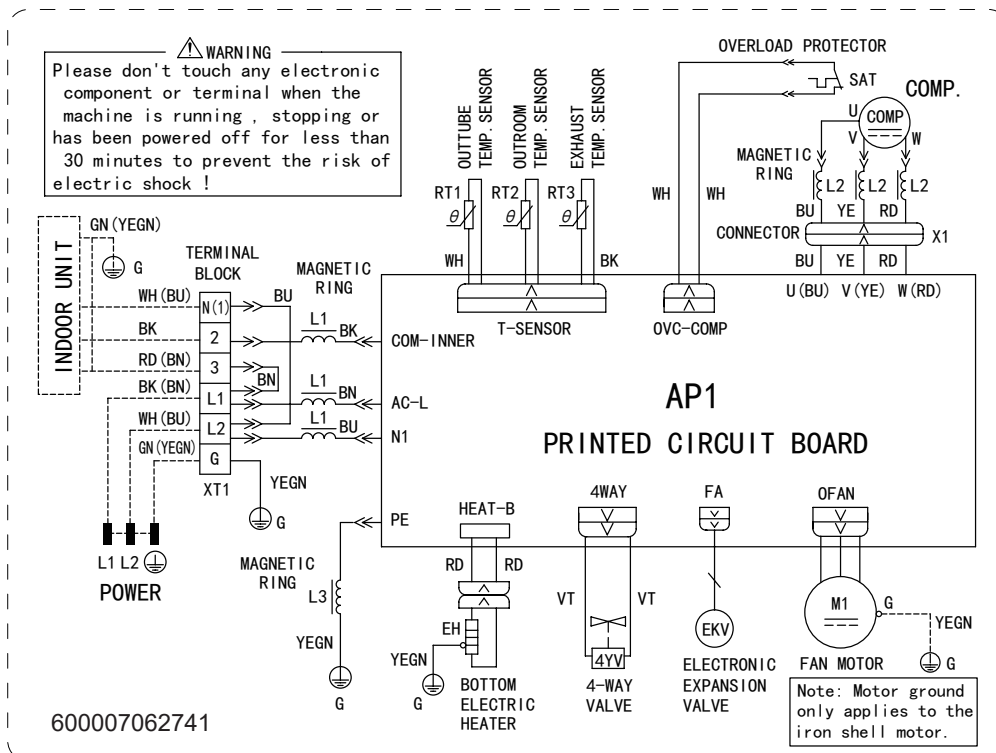 WARNING
Please don't touch any electronic
component or terminal when the
machine is running , stopping or
has been powered off for less than
30 minutes to prevent the risk of
electric shock !
OVERLOAD PROTECTOR
SAT
COMP.
COMP
U
V
W
MAGNETIC
RING
L2
L2
L2
BU
YE
RD
CONNECTOR
X1
BU
YE
RD
U(BU)
V(YE)
W(RD)
OUTTUBE
TEMP. SENSOR
OUTROOM
TEMP. SENSOR
EXHAUST
TEMP. SENSOR
RT1
RT2
RT3
θ
θ
θ
WH
BK
WH
WH
T-SENSOR
OVC-COMP
INDOOR UNIT
GN(YEGN)
G
TERMINAL
BLOCK
MAGNETIC
RING
WH(BU)
N(1)
BU
BK
2
L1
BK
COM-INNER
RD(BN)
3
BN
BK(BN)
L1
L1
BN
AC-L
WH(BU)
L2
L1
BU
N1
GN(YEGN)
G
XT1
YEGN
G
L1
L2
POWER
AP1
PRINTED CIRCUIT BOARD
PE
MAGNETIC
RING
L3
YEGN
G
HEAT-B
RD
RD
EH
YEGN
G
BOTTOM
ELECTRIC
HEATER
4WAY
VT
VT
4YV
4-WAY
VALVE
FA
EKV
ELECTRONIC
EXPANSION
VALVE
OFAN
M1
G
YEGN
G
FAN MOTOR
Note: Motor ground
only applies to the
iron shell motor.
600007062741